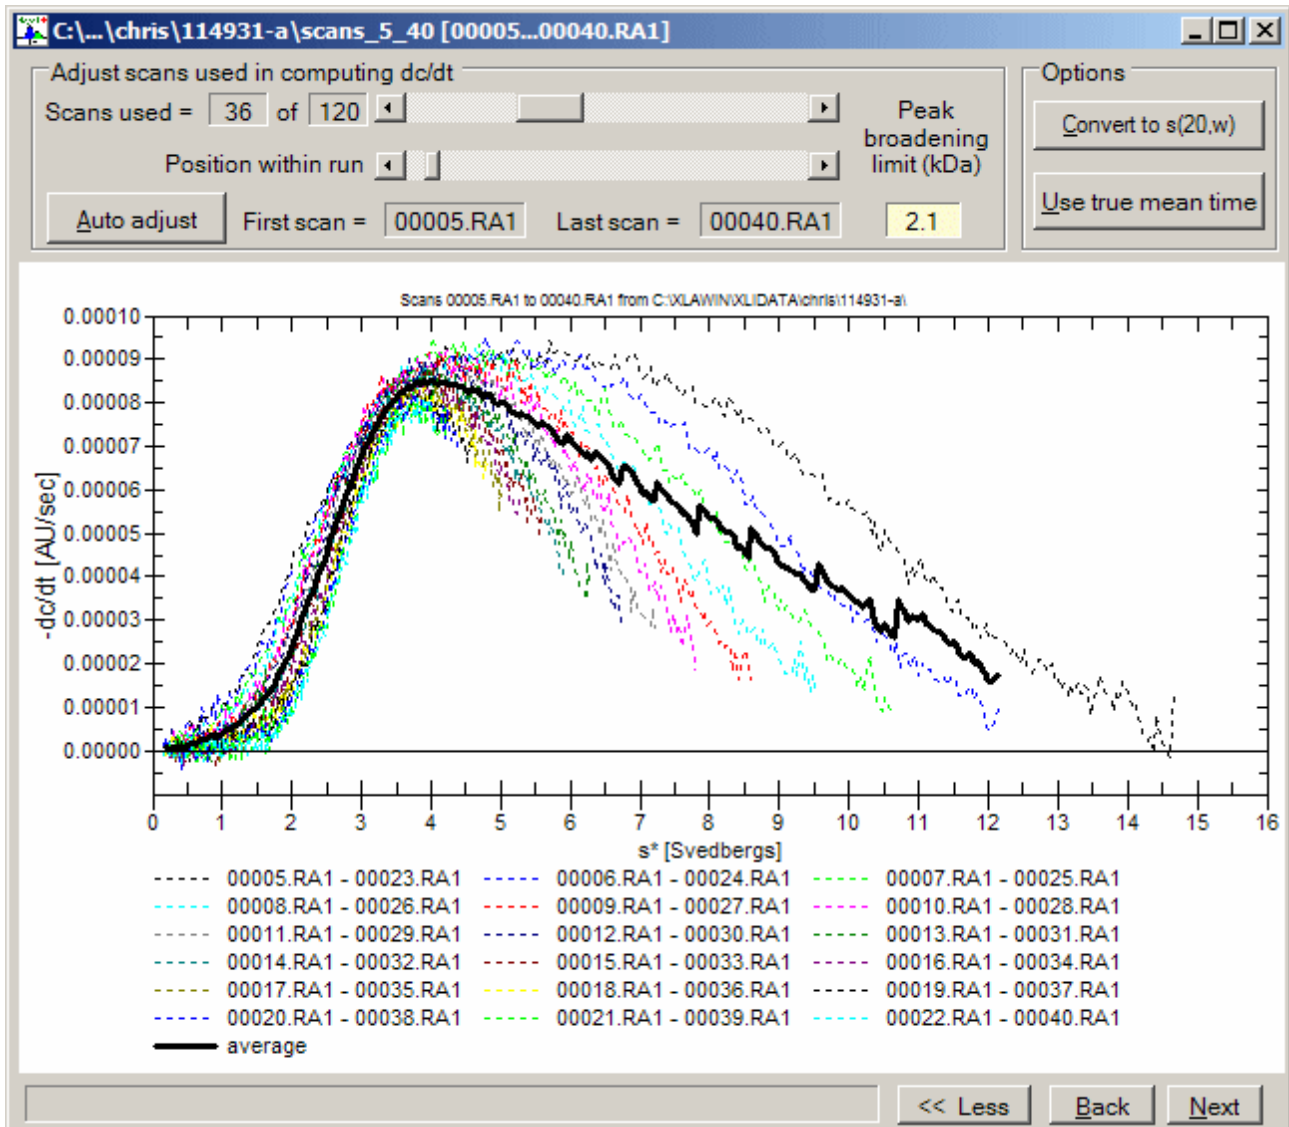 C:\...\chris\114931-a\scans_5_40 [00005...00040.RA1]
Adjust scans used in computing dc/dt
Options
Scans used = 36 of 120
Peak broadening limit (kDa)
Convert to s(20,w)
Position within run
Use true mean time
Auto adjust First scan = 00005.RA1 Last scan = 00040.RA1 2.1
Scans 00005.RA1 to 00040.RA1 from C:\XLAWIN\XLIDATA\chris\114931-a\
-dc/dt [AU/sec]
0.00010
0.00009
0.00008
0.00007
0.00006
0.00005
0.00004
0.00003
0.00002
0.00001
0.00000
0 1 2 3 4 5 6 7 8 9 10 11 12 13 14 15 16
s* [Svedbergs]
00005.RA1 - 00023.RA1 00006.RA1 - 00024.RA1 00007.RA1 - 00025.RA1
00008.RA1 - 00026.RA1 00009.RA1 - 00027.RA1 00010.RA1 - 00028.RA1
00011.RA1 - 00029.RA1 00012.RA1 - 00030.RA1 00013.RA1 - 00031.RA1
00014.RA1 - 00032.RA1 00015.RA1 - 00033.RA1 00016.RA1 - 00034.RA1
00017.RA1 - 00035.RA1 00018.RA1 - 00036.RA1 00019.RA1 - 00037.RA1
00020.RA1 - 00038.RA1 00021.RA1 - 00039.RA1 00022.RA1 - 00040.RA1
average
<< Less Back Next